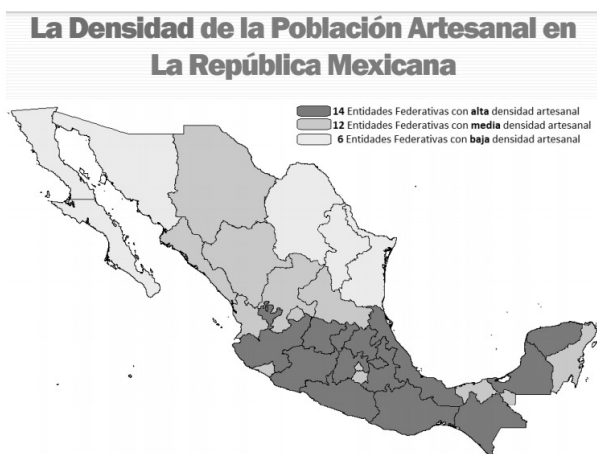 La Densidad de la Población Artesanal en
La República Mexicana
14 Entidades Federativas con alta densidad artesanal
12 Entidades Federativas con media densidad artesanal
6 Entidades Federativas con baja densidad artesanal